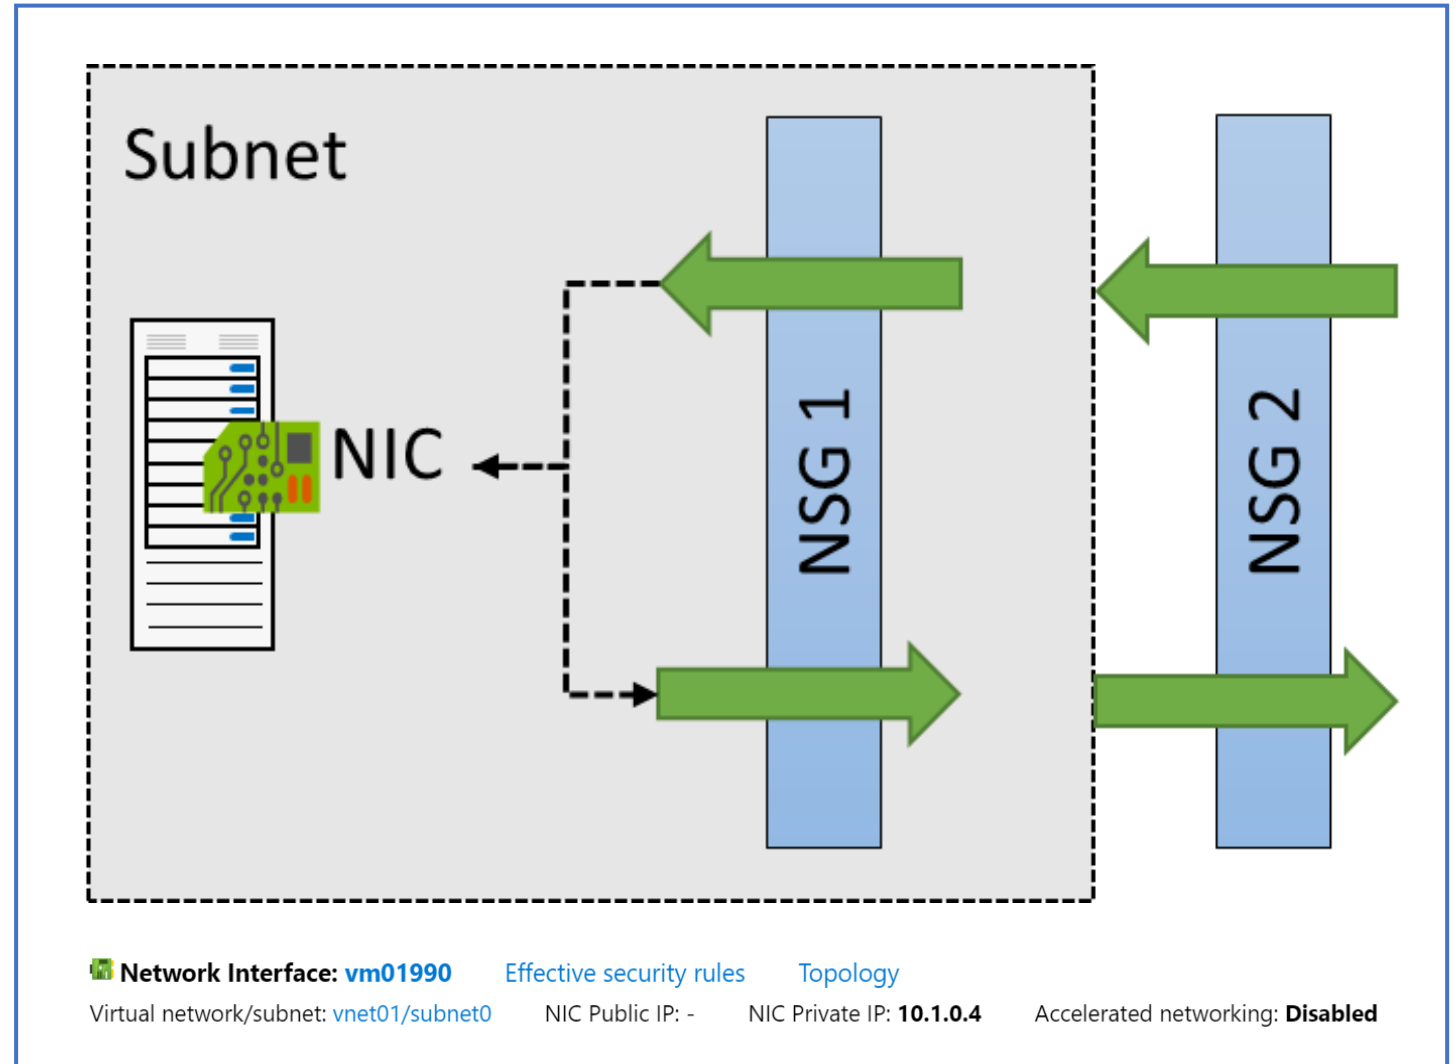 Subnet
NIC
NSG 1
NSG 2
Network Interface: vm01990 Effective security rules Topology
Virtual network/subnet: vnet01/subnet0 NIC Public IP: - NIC Private IP: 10.1.0.4 Accelerated networking: Disabled